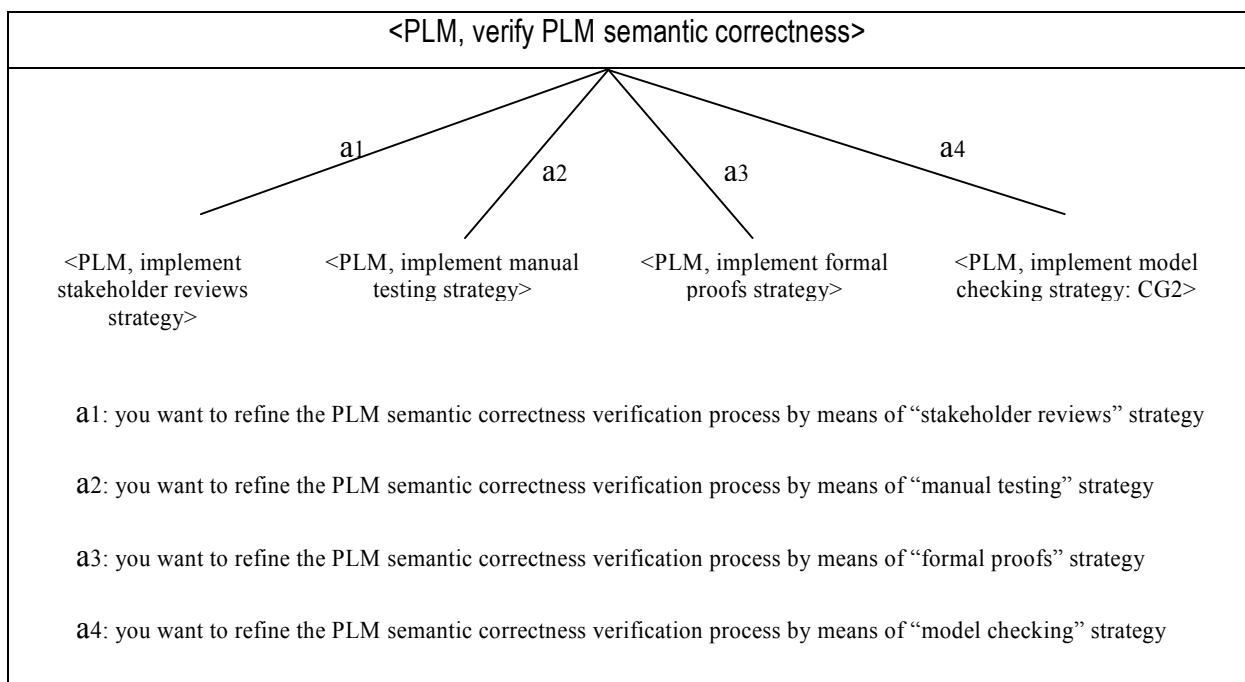 <PLM, verify PLM semantic correctness>
a1
a2
a3
a4
<PLM, implement
stakeholder reviews
strategy>
<PLM, implement manual
testing strategy>
<PLM, implement formal
proofs strategy>
<PLM, implement model
checking strategy: CG2>
a1: you want to refine the PLM semantic correctness verification process by means of “stakeholder reviews” strategy
a2: you want to refine the PLM semantic correctness verification process by means of “manual testing” strategy
a3: you want to refine the PLM semantic correctness verification process by means of “formal proofs” strategy
a4: you want to refine the PLM semantic correctness verification process by means of “model checking” strategy